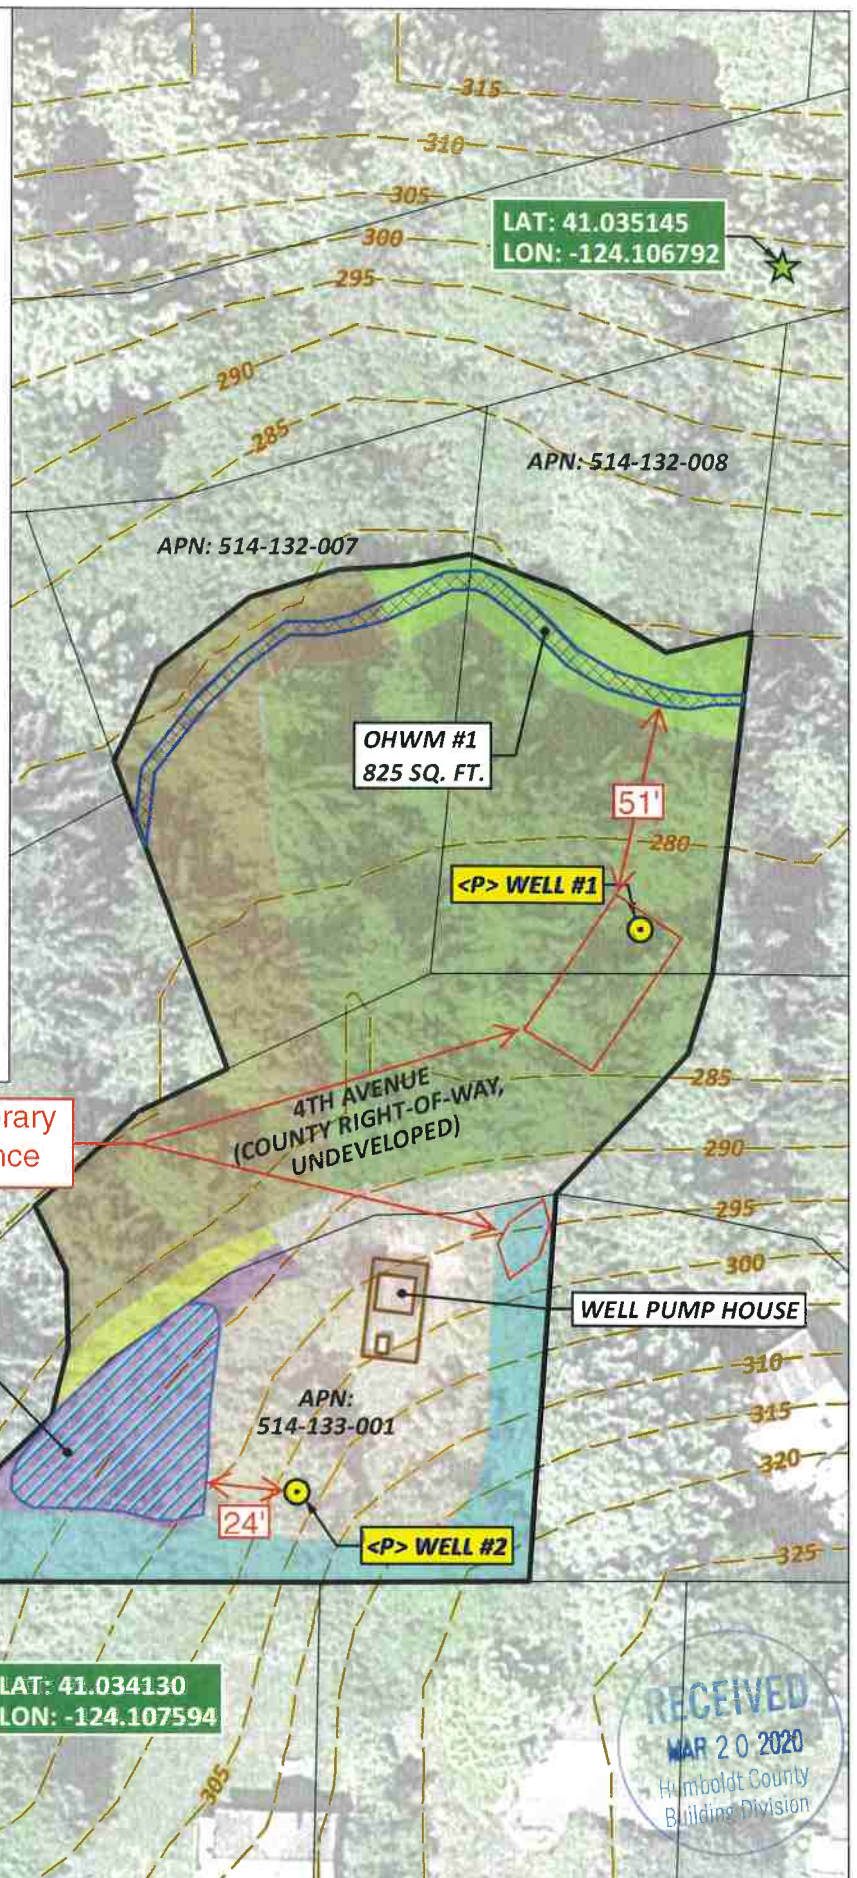 315
310
305
300
295
290
285
LAT: 41.035145
LON: -124.106792
APN: 514-132-008
APN: 514-132-007
OHWM #1
825 SQ. FT.
51'
280
<P> WELL #1
285
4TH AVENUE
(COUNTY RIGHT-OF-WAY,
UNDEVELOPED)
rary
nce
290
295
300
WELL PUMP HOUSE
310
315
320
325
APN:
514-133-001
24'
<P> WELL #2
LAT: 41.034130
LON: -124.107594
305
RECEIVED
MAR 20 2020
Humboldt County
Building Division